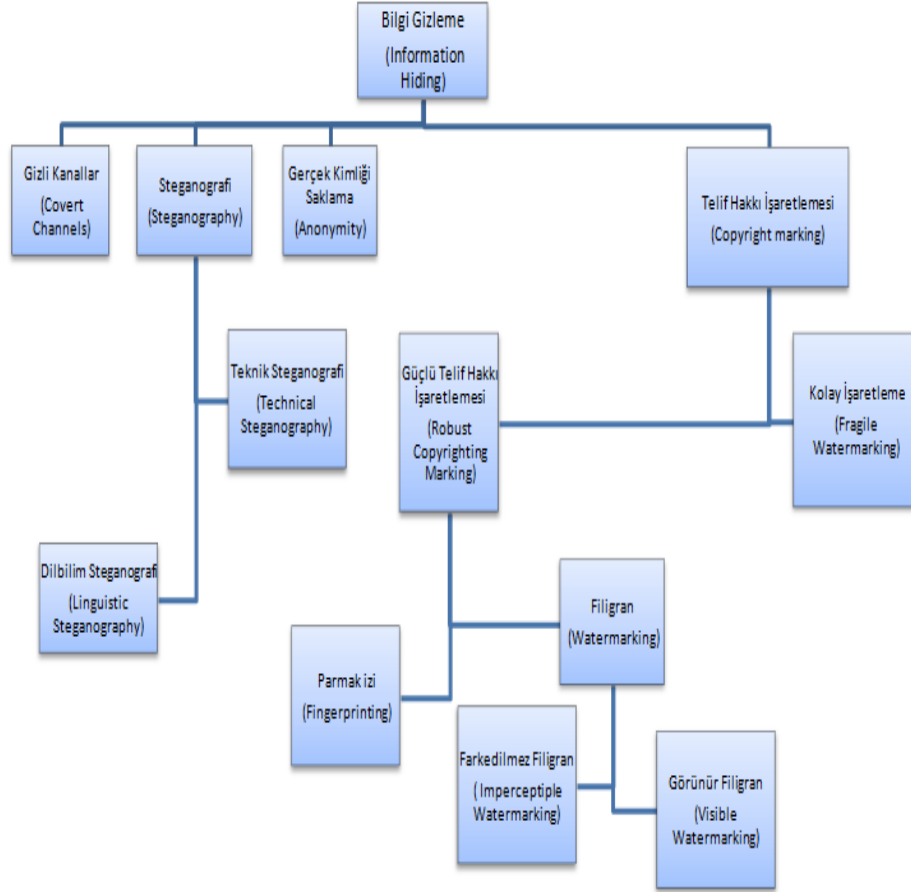 Bilgi Gizleme
(Information
Hiding)
Gizli Kanallar
(Covert
Channels)
Steganografi
(Steganography)
Gerçek Kimliği
Saklama
(Anonymity)
Telif Hakkı İşaretlemesi
(Copyright marking)
Teknik Steganografi
(Technical
Steganography)
Güçlü Telif Hakkı
İşaretlemesi
(Robust
Copyrighting
Marking)
Kolay İşaretleme
(Fragile
Watermarking)
Dilbilim Steganografi
(Linguistic
Steganography)
Filigran
(Watermarking)
Parmak izi
(Fingerprinting)
Farkedilmez Filigran
( Imperceptiple
Watermarking)
Görünür Filigran
(Visible
Watermarking)